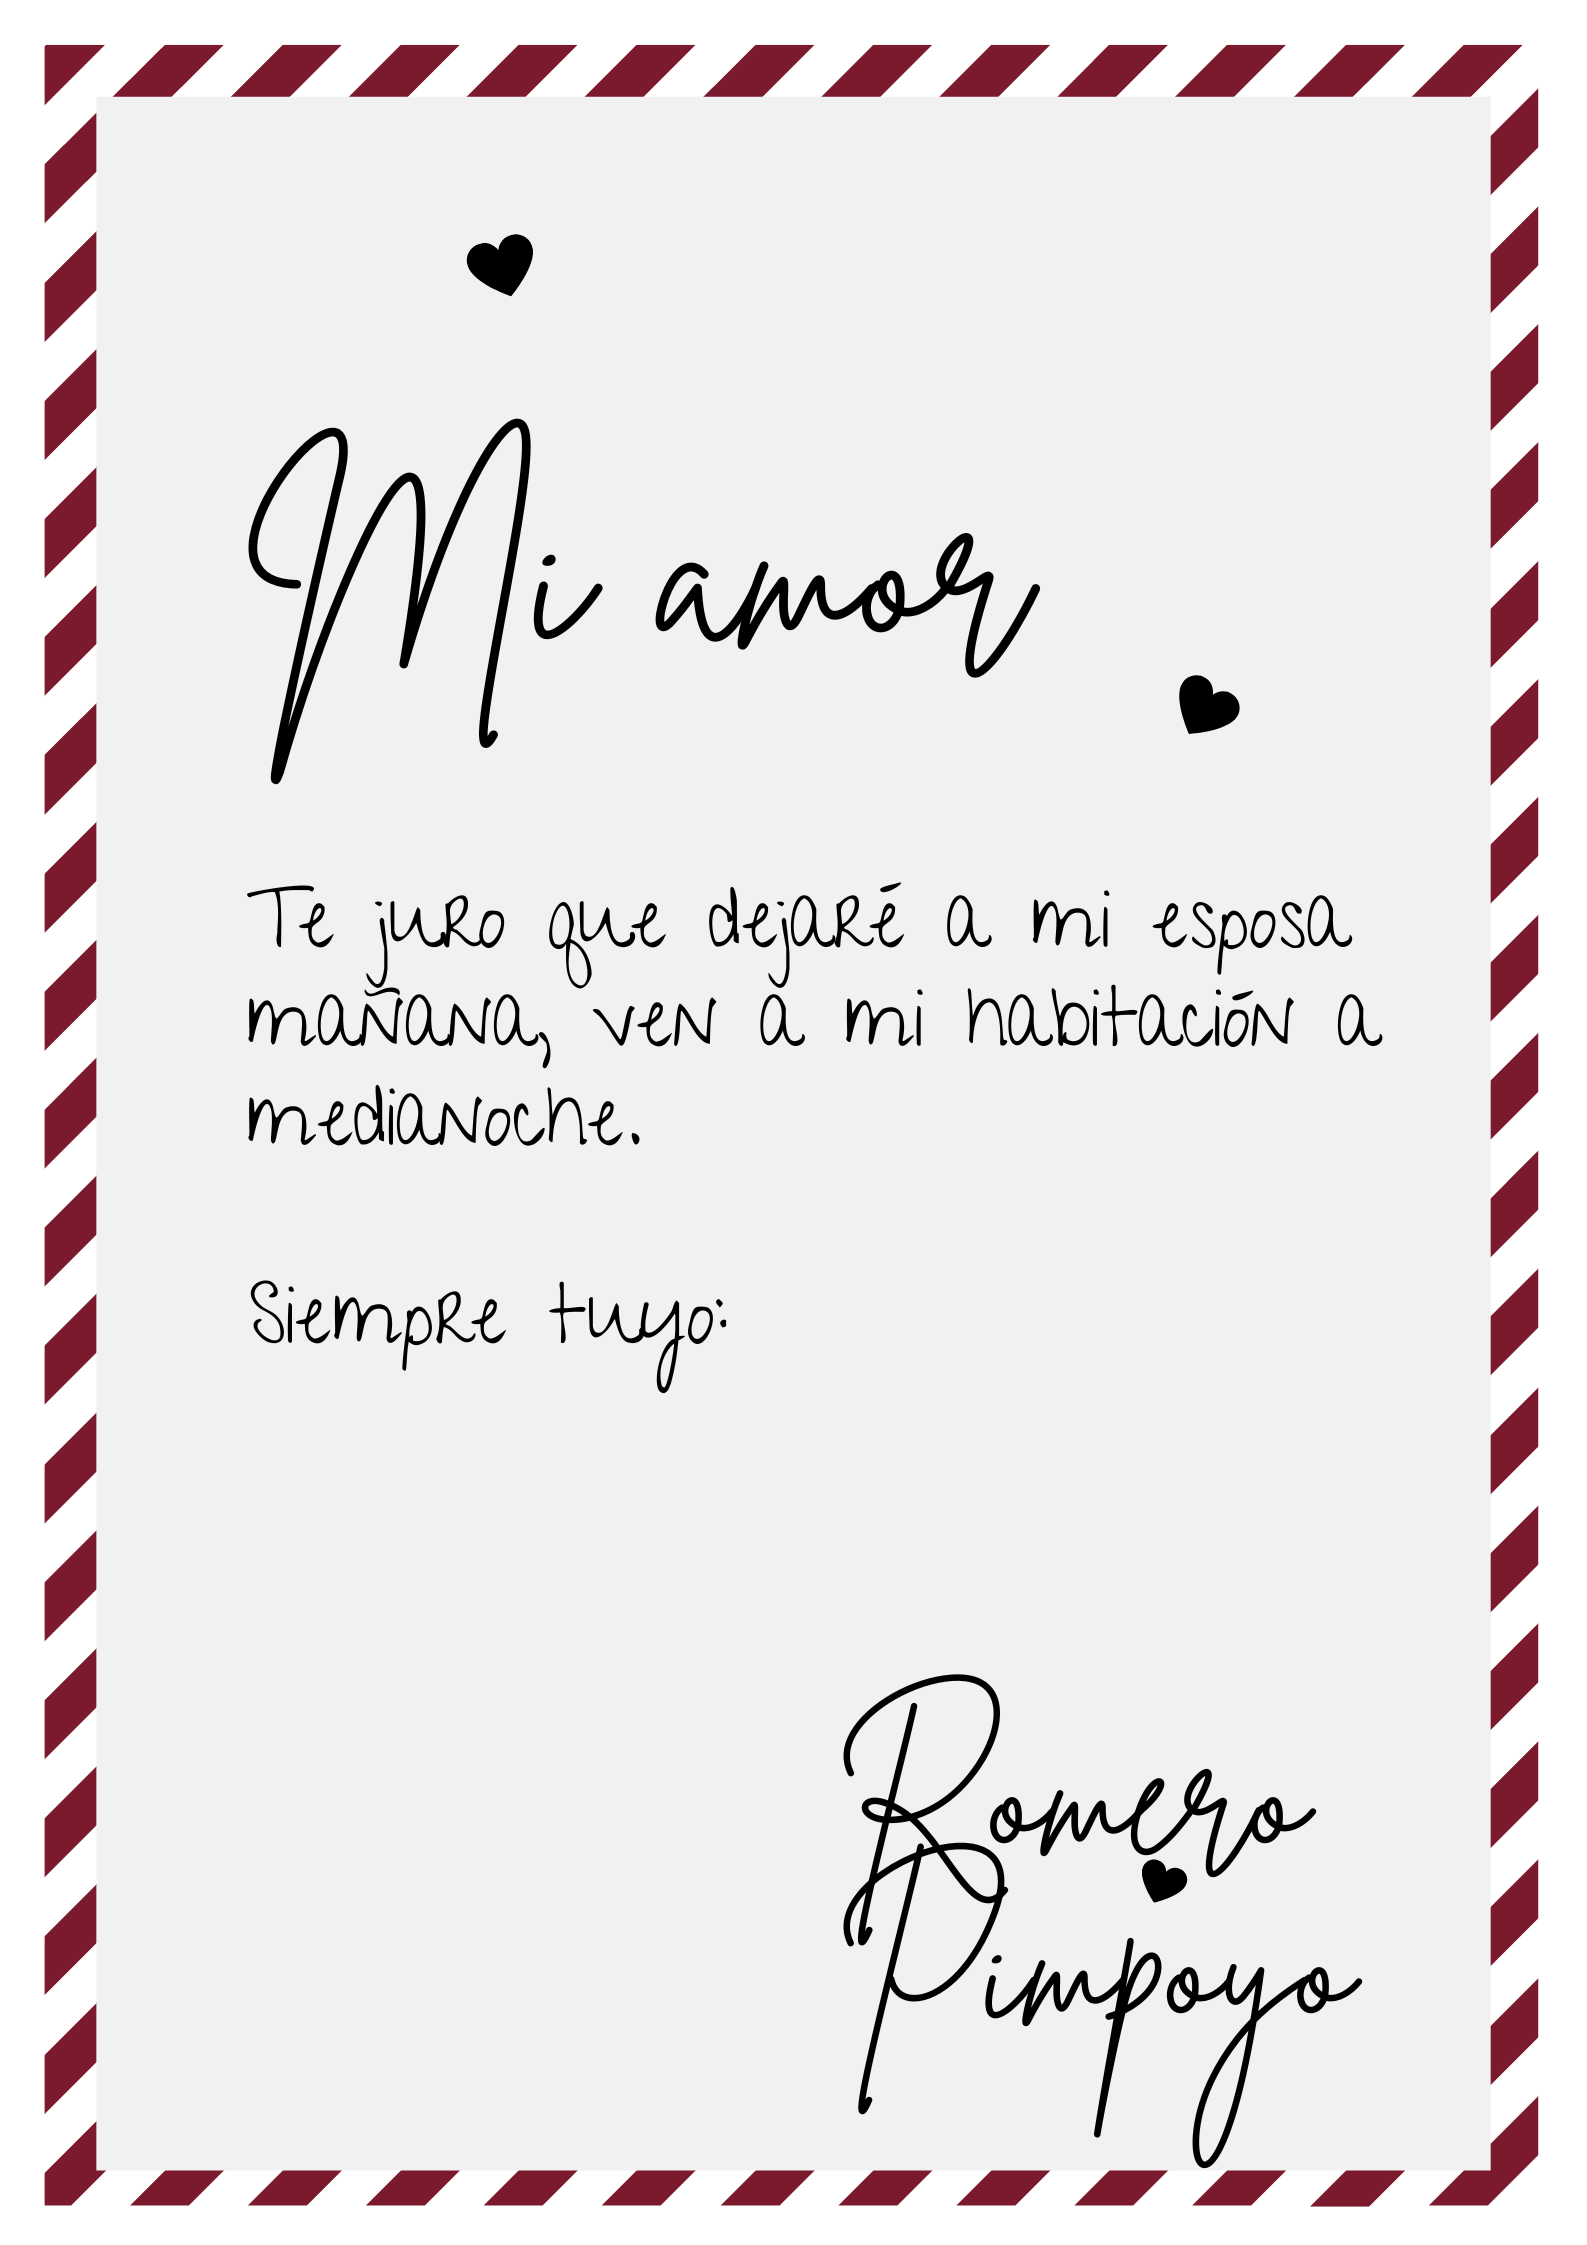 Mi amor
Te juro que dejaré a mi esposa
mañana, ven a mi habitación a
medianoche.
Siempre tuyo:
Romero
Pimpoyo